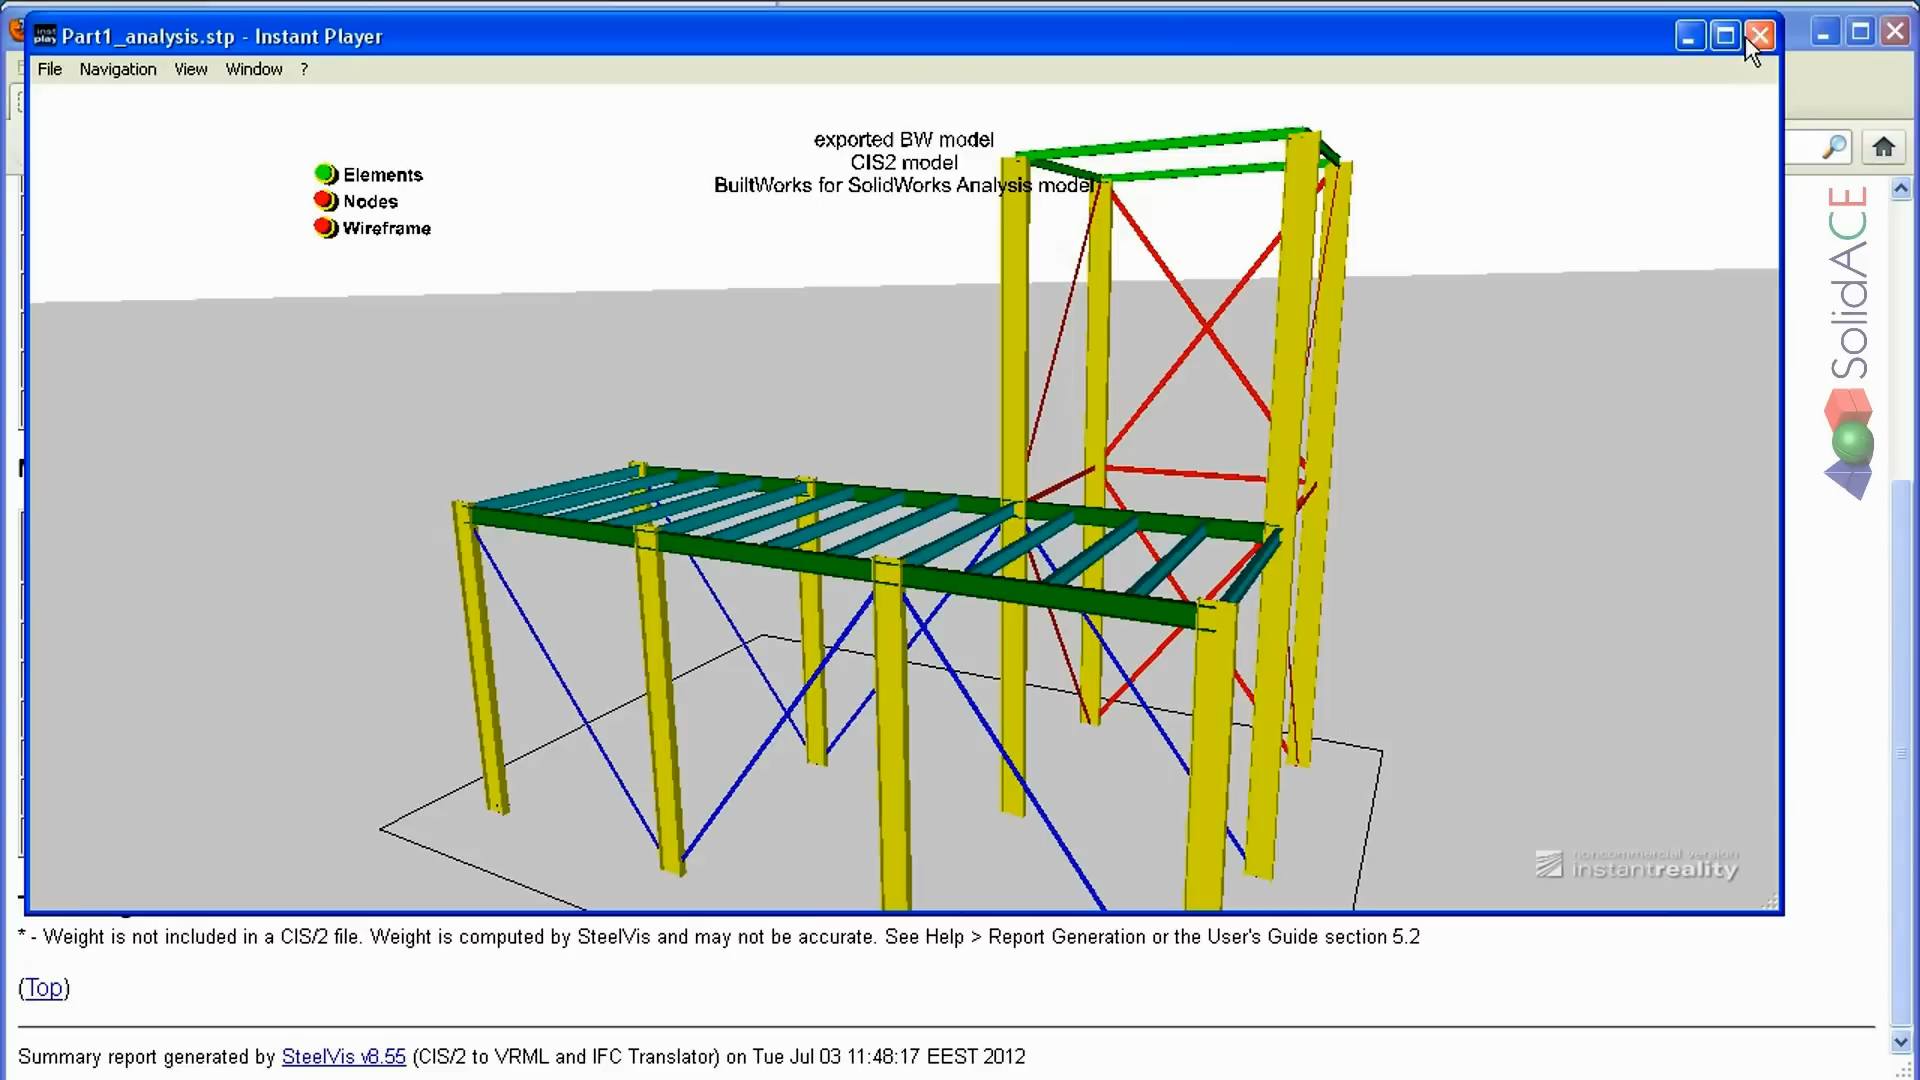 Part1_analysis.stp - Instant Player
File Navigation View Window ?
exported BW model
CIS2 model
BuiltWorks for SolidWorks Analysis model
Elements
Nodes
Wireframe
SolidACE
noncommercial version
instantreality
* - Weight is not included in a CIS/2 file. Weight is computed by SteelVis and may not be accurate. See Help > Report Generation or the User's Guide section 5.2
(Top)
Summary report generated by SteelVis v8.55 (CIS/2 to VRML and IFC Translator) on Tue Jul 03 11:48:17 EEST 2012